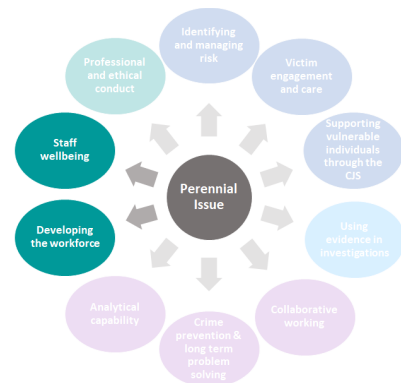 Identifying
and managing
risk
Victim
engagement
and care
Supporting
vulnerable
individuals
through the
CJS
Using
evidence in
investigations
Collaborative
working
Crime
prevention &
long term
problem
solving
Analytical
capability
Developing
the workforce
Staff
wellbeing
Professional
and ethical
conduct
Perennial
Issue